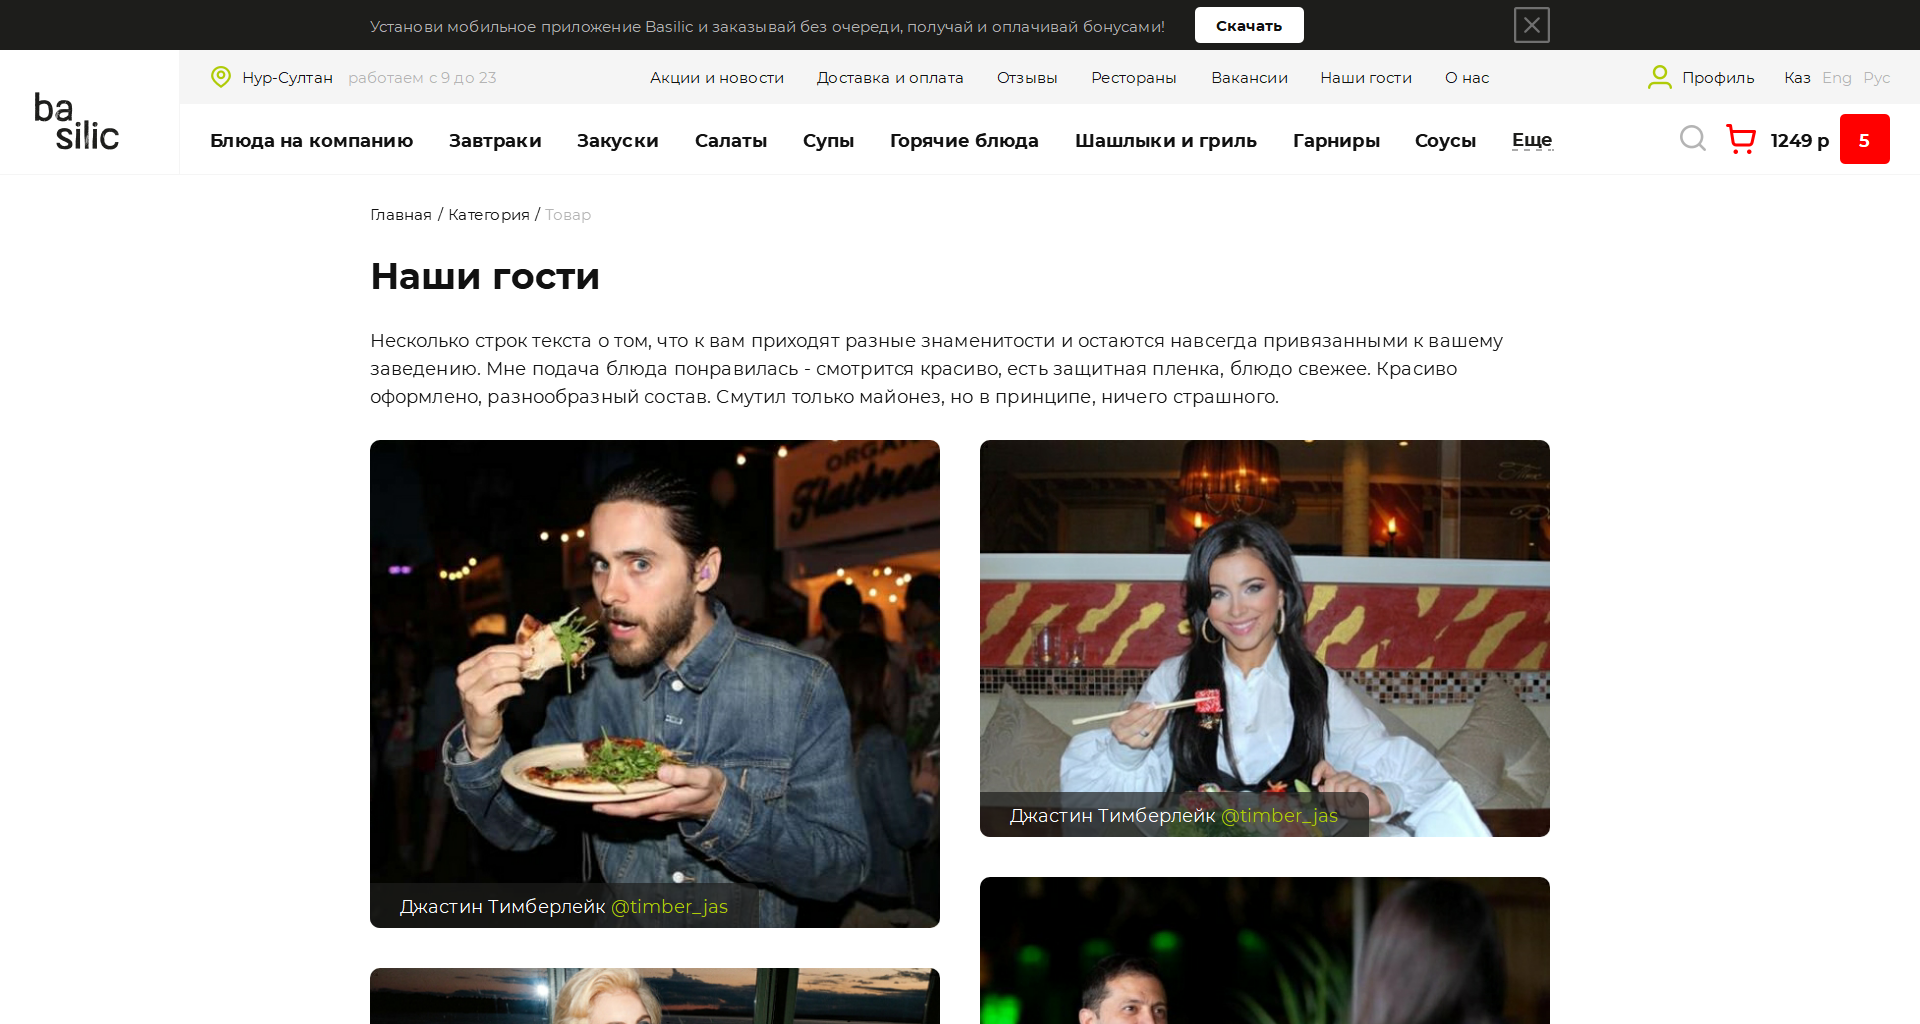 Установи мобильное приложение Basilic и заказывай без очереди, получай и оплачивай бонусами!
Скачать
ba
silic
Нур-Султан работаем с 9 до 23
Акции и новости Доставка и оплата Отзывы Рестораны Вакансии Наши гости О нас
Профиль Каз Eng Рус
Блюда на компанию Завтраки Закуски Салаты Супы Горячие блюда Шашлыки и гриль Гарниры Соусы Еще
1249 р 5
Главная / Категория / Товар
Наши гости
Несколько строк текста о том, что к вам приходят разные знаменитости и остаются навсегда привязанными к вашему
заведению. Мне подача блюда понравилась - смотрится красиво, есть защитная пленка, блюдо свежее. Красиво
оформлено, разнообразный состав. Смутил только майонез, но в принципе, ничего страшного.
Джастин Тимберлейк @timber_jas
Джастин Тимберлейк @timber_jas